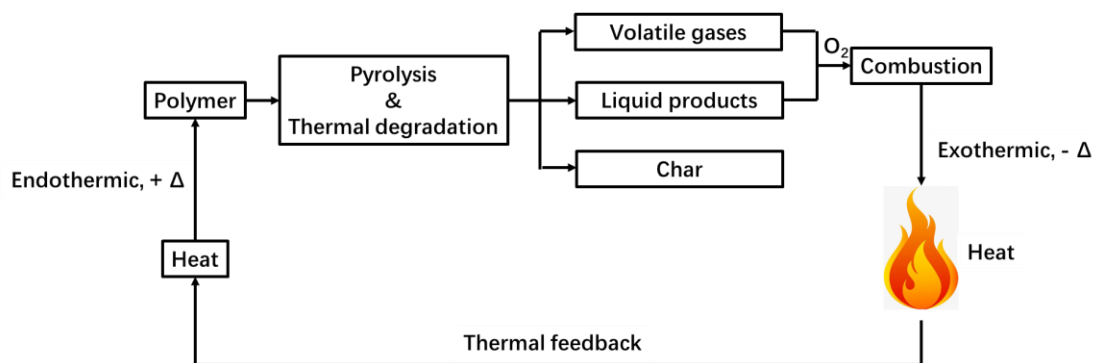 Volatile gases
O₂
Combustion
Pyrolysis
&
Thermal degradation
Polymer
Liquid products
Char
Endothermic, + Δ
Exothermic, - Δ
Heat
Heat
Thermal feedback